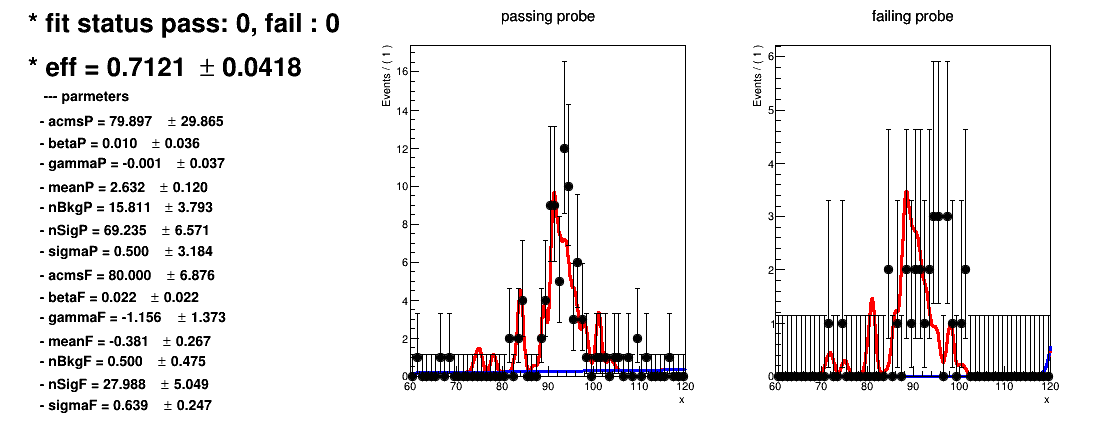 * fit status pass: 0, fail : 0
* eff = 0.7121 ± 0.0418
--- parmeters
- acmsP = 79.897 ± 29.865
- betaP = 0.010 ± 0.036
- gammaP = -0.001 ± 0.037
- meanP = 2.632 ± 0.120
- nBkgP = 15.811 ± 3.793
- nSigP = 69.235 ± 6.571
- sigmaP = 0.500 ± 3.184
- acmsF = 80.000 ± 6.876
- betaF = 0.022 ± 0.022
- gammaF = -1.156 ± 1.373
- meanF = -0.381 ± 0.267
- nBkgF = 0.500 ± 0.475
- nSigF = 27.988 ± 5.049
- sigmaF = 0.639 ± 0.247
passing probe
Events / ( 1 )
16
14
12
10
8
6
4
2
0
60 70 80 90 100 110 120
x
failing probe
Events / ( 1 )
6
5
4
3
2
1
0
60 70 80 90 100 110 120
x